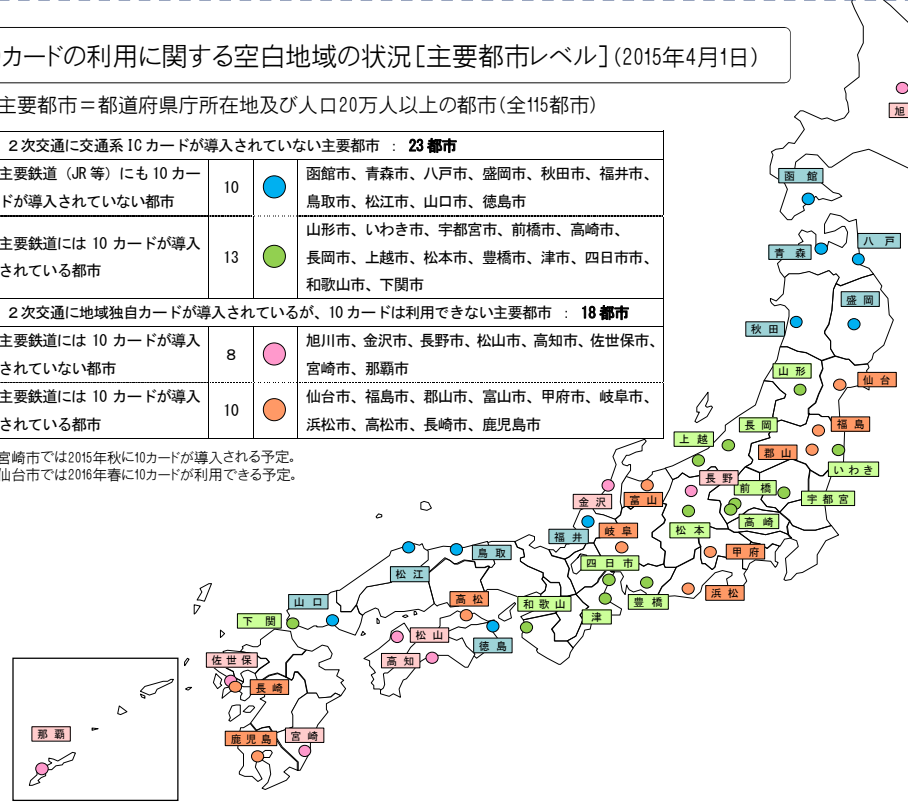 カードの利用に関する空白地域の状況[主要都市レベル](2015年4月1日)
主要都市＝都道府県庁所在地及び人口20万人以上の都市(全115都市)
２次交通に交通系ICカードが導入されていない主要都市 : 23都市
主要鉄道(JR等)にも10カー
ドが導入されていない都市
10
函館市、青森市、八戸市、盛岡市、秋田市、福井市、
鳥取市、松江市、山口市、徳島市
主要鉄道には10カードが導入
されている都市
13
山形市、いわき市、宇都宮市、前橋市、高崎市、
長岡市、上越市、松本市、豊橋市、津市、四日市市、
和歌山市、下関市
２次交通に地域独自カードが導入されているが、10カードは利用できない主要都市 : 18都市
主要鉄道には10カードが導入
されていない都市
8
旭川市、金沢市、長野市、松山市、高知市、佐世保市、
宮崎市、那覇市
主要鉄道には10カードが導入
されている都市
10
仙台市、福島市、郡山市、富山市、甲府市、岐阜市、
浜松市、高松市、長崎市、鹿児島市
宮崎市では2015年秋に10カードが導入される予定。
仙台市では2016年春に10カードが利用できる予定。
旭
函館
青森
八戸
盛岡
秋田
山形
仙台
長岡
福島
上越
郡山
いわき
長野
前橋
宇都宮
金沢
富山
高崎
福井
岐阜
松本
甲府
鳥取
四日市
松江
浜松
山口
高松
和歌山
豊橋
下関
津
松山
徳島
佐世保
高知
長崎
那覇
鹿児島
宮崎